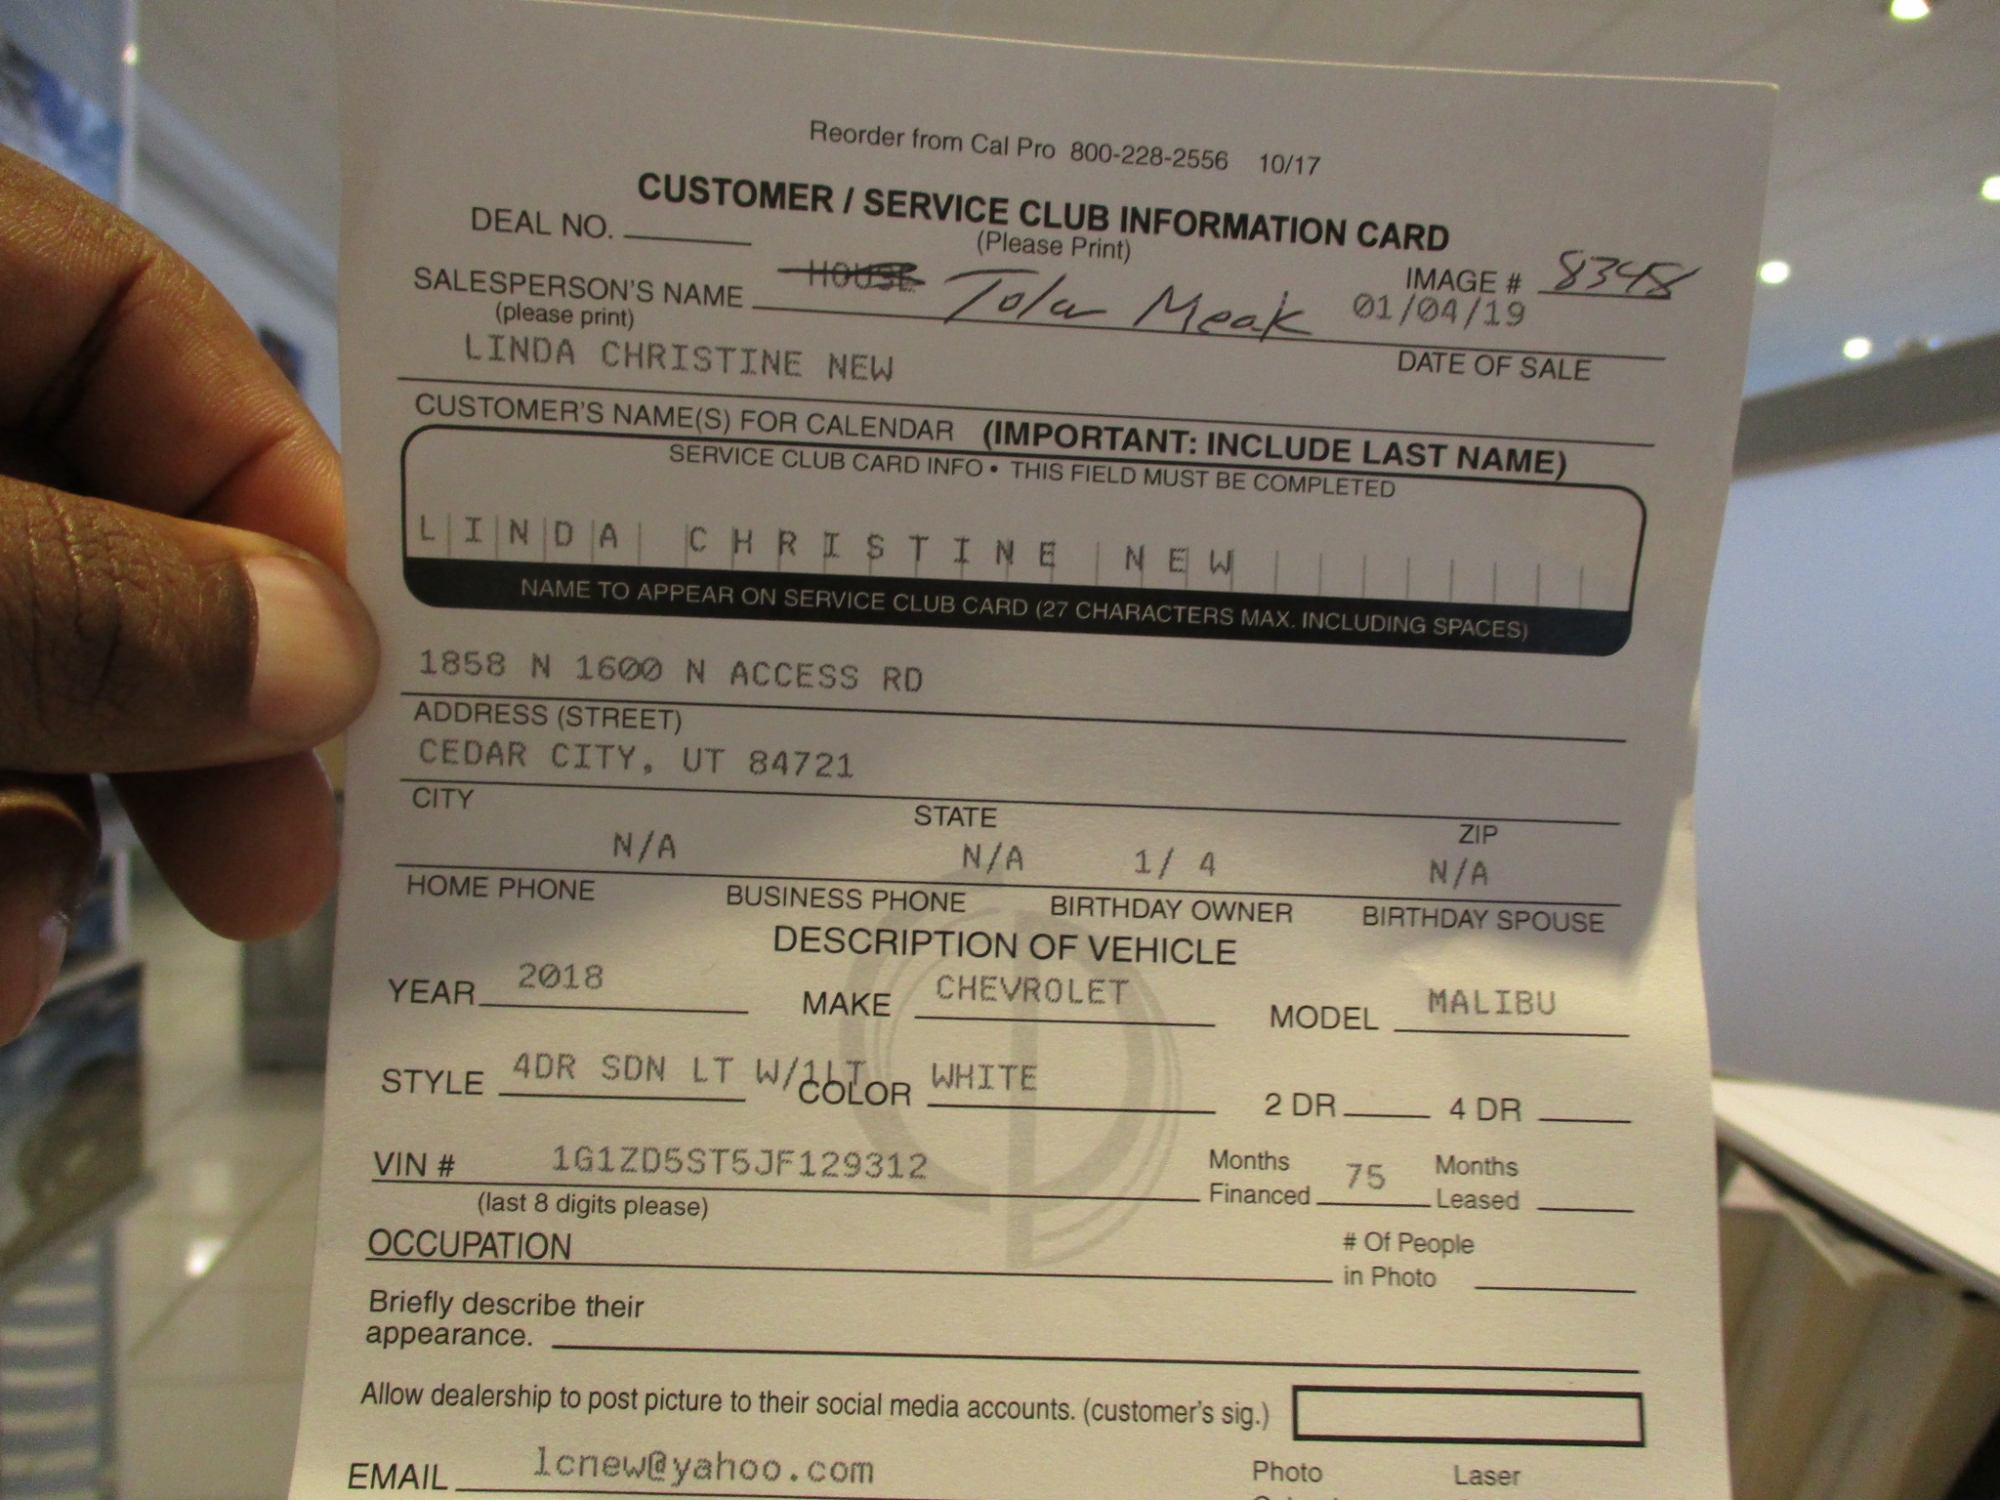 Reorder from Cal Pro 800-228-2556 10/17
CUSTOMER / SERVICE CLUB INFORMATION CARD
(Please Print)
DEAL NO.
IMAGE # 8348
SALESPERSON'S NAME HOUSE Tolar Meak 01/04/19
(please print)
DATE OF SALE
LINDA CHRISTINE NEW
CUSTOMER'S NAME(S) FOR CALENDAR (IMPORTANT: INCLUDE LAST NAME)
SERVICE CLUB CARD INFO • THIS FIELD MUST BE COMPLETED
LINDA CHRISTINE NEW
NAME TO APPEAR ON SERVICE CLUB CARD (27 CHARACTERS MAX. INCLUDING SPACES)
1858 N 1600 N ACCESS RD
ADDRESS (STREET)
CEDAR CITY, UT 84721
CITY STATE ZIP
N/A N/A 1/ 4 N/A
HOME PHONE BUSINESS PHONE BIRTHDAY OWNER BIRTHDAY SPOUSE
DESCRIPTION OF VEHICLE
YEAR 2018 MAKE CHEVROLET MODEL MALIBU
STYLE 4DR SDN LT W/1LT COLOR WHITE 2 DR 4 DR
VIN # 1G1ZD5ST5JF129312 Months Financed 75 Months Leased
(last 8 digits please)
OCCUPATION # Of People in Photo
Briefly describe their
appearance.
Allow dealership to post picture to their social media accounts. (customer's sig.)
EMAIL lcnew@yahoo.com Photo Laser